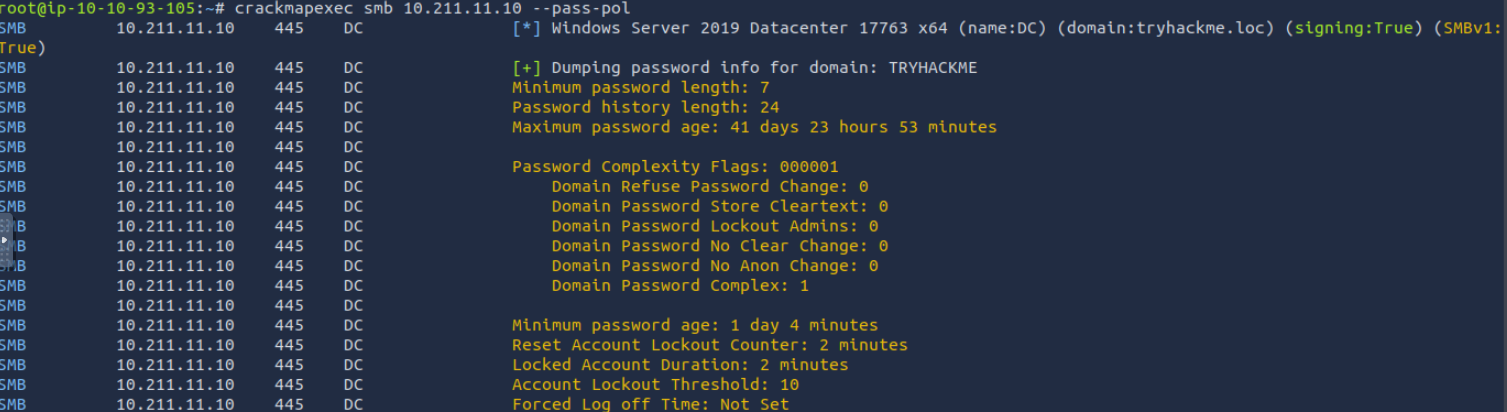 root@ip-10-10-93-105:~# crackmapexec smb 10.211.11.10 --pass-pol
SMB 10.211.11.10 445 DC [*] Windows Server 2019 Datacenter 17763 x64 (name:DC) (domain:tryhackme.loc) (signing:True) (SMBv1:
True)
SMB 10.211.11.10 445 DC [+] Dumping password info for domain: TRYHACKME
SMB 10.211.11.10 445 DC Minimum password length: 7
SMB 10.211.11.10 445 DC Password history length: 24
SMB 10.211.11.10 445 DC Maximum password age: 41 days 23 hours 53 minutes
SMB 10.211.11.10 445 DC
SMB 10.211.11.10 445 DC Password Complexity Flags: 000001
SMB 10.211.11.10 445 DC Domain Refuse Password Change: 0
SMB 10.211.11.10 445 DC Domain Password Store Cleartext: 0
SMB 10.211.11.10 445 DC Domain Password Lockout Admins: 0
B 10.211.11.10 445 DC Domain Password No Clear Change: 0
B 10.211.11.10 445 DC Domain Password No Anon Change: 0
SMB 10.211.11.10 445 DC Domain Password Complex: 1
SMB 10.211.11.10 445 DC
SMB 10.211.11.10 445 DC Minimum password age: 1 day 4 minutes
SMB 10.211.11.10 445 DC Reset Account Lockout Counter: 2 minutes
SMB 10.211.11.10 445 DC Locked Account Duration: 2 minutes
SMB 10.211.11.10 445 DC Account Lockout Threshold: 10
SMB 10.211.11.10 445 DC Forced Log off Time: Not Set